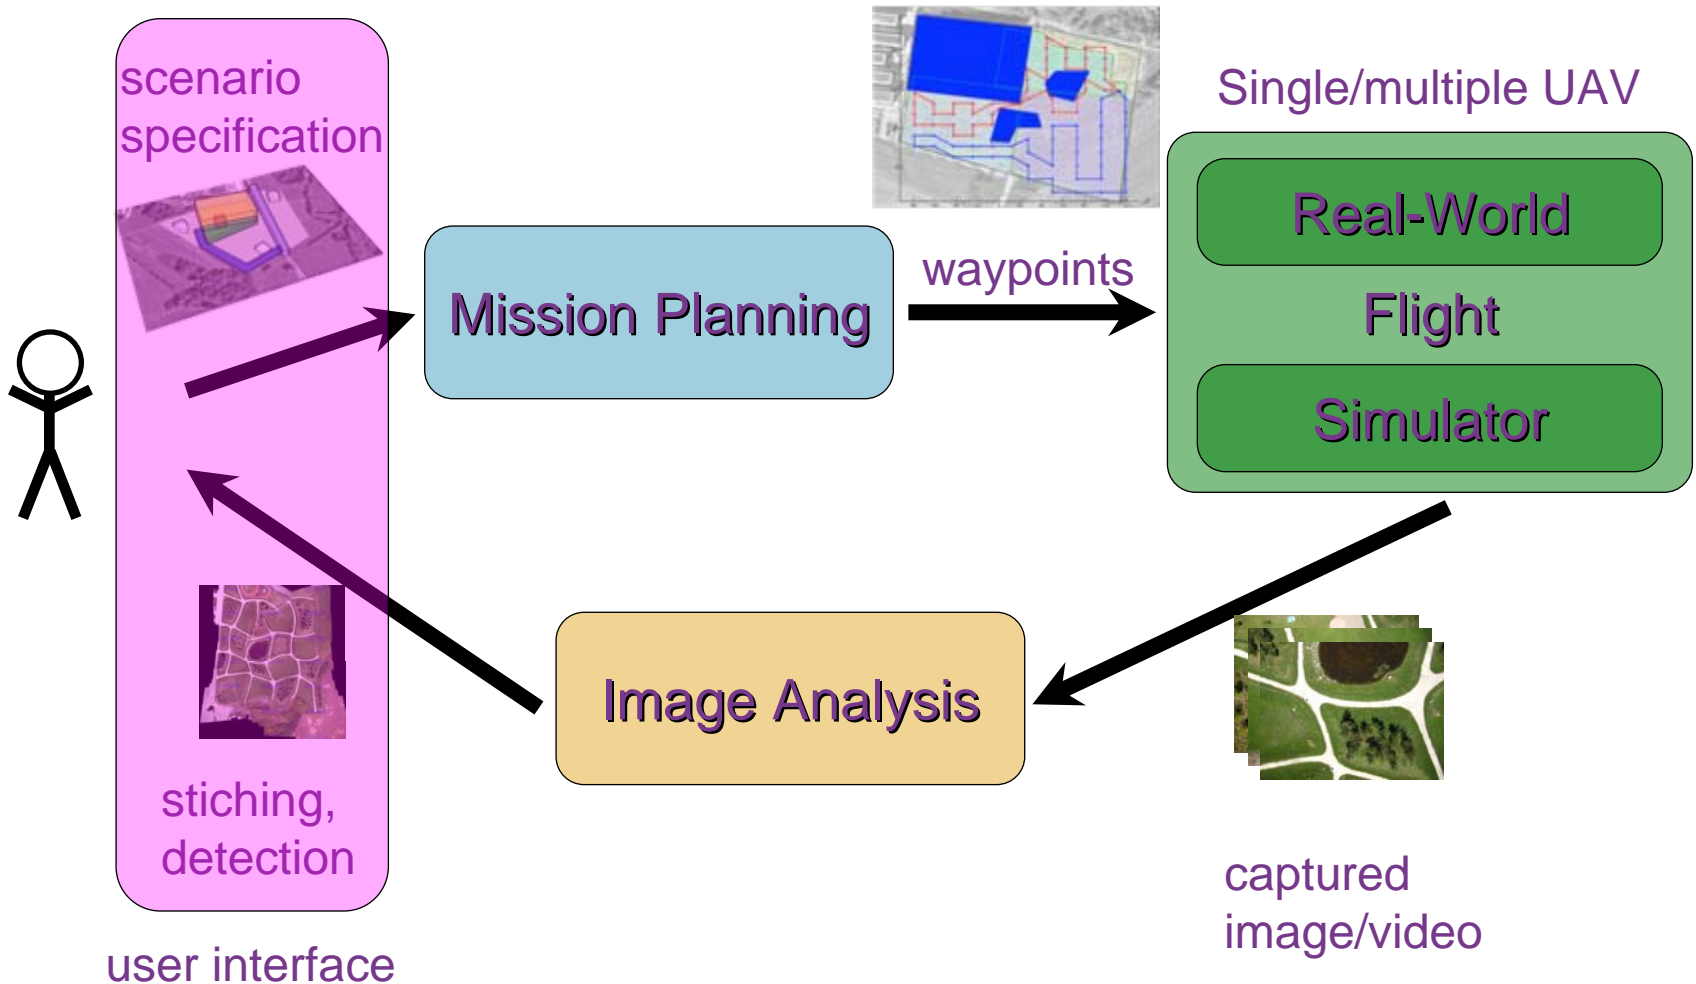 scenario
specification
Single/multiple UAV
Real-World
waypoints
Mission Planning
Flight
Simulator
Image Analysis
stiching,
detection
captured
image/video
user interface